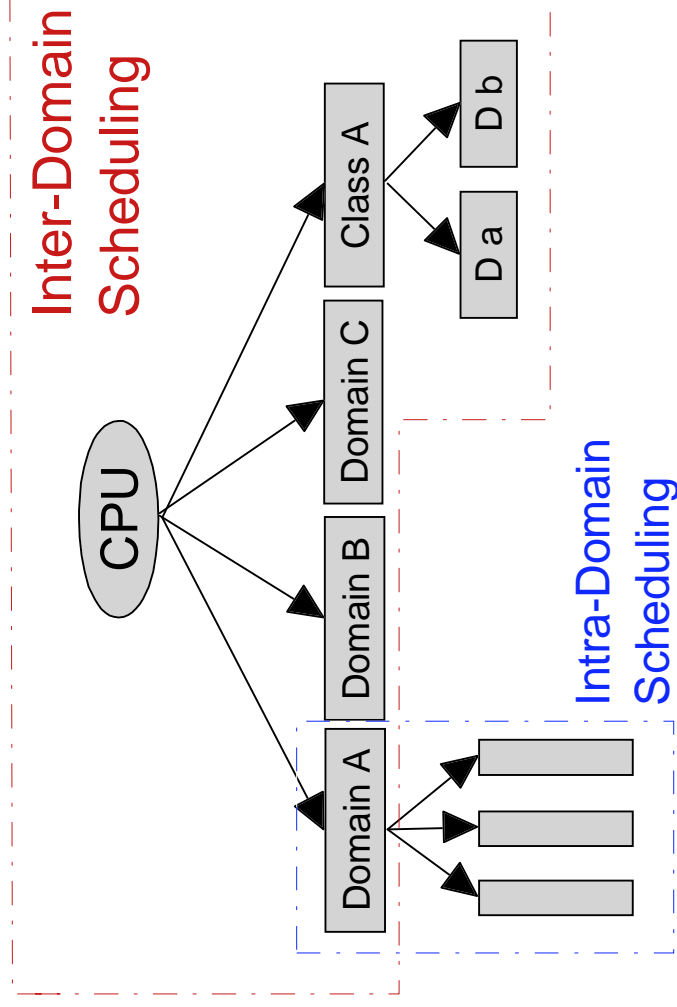 Inter-Domain
Scheduling
CPU
Domain A
Domain B
Domain C
Class A
D a
D b
Intra-Domain
Scheduling